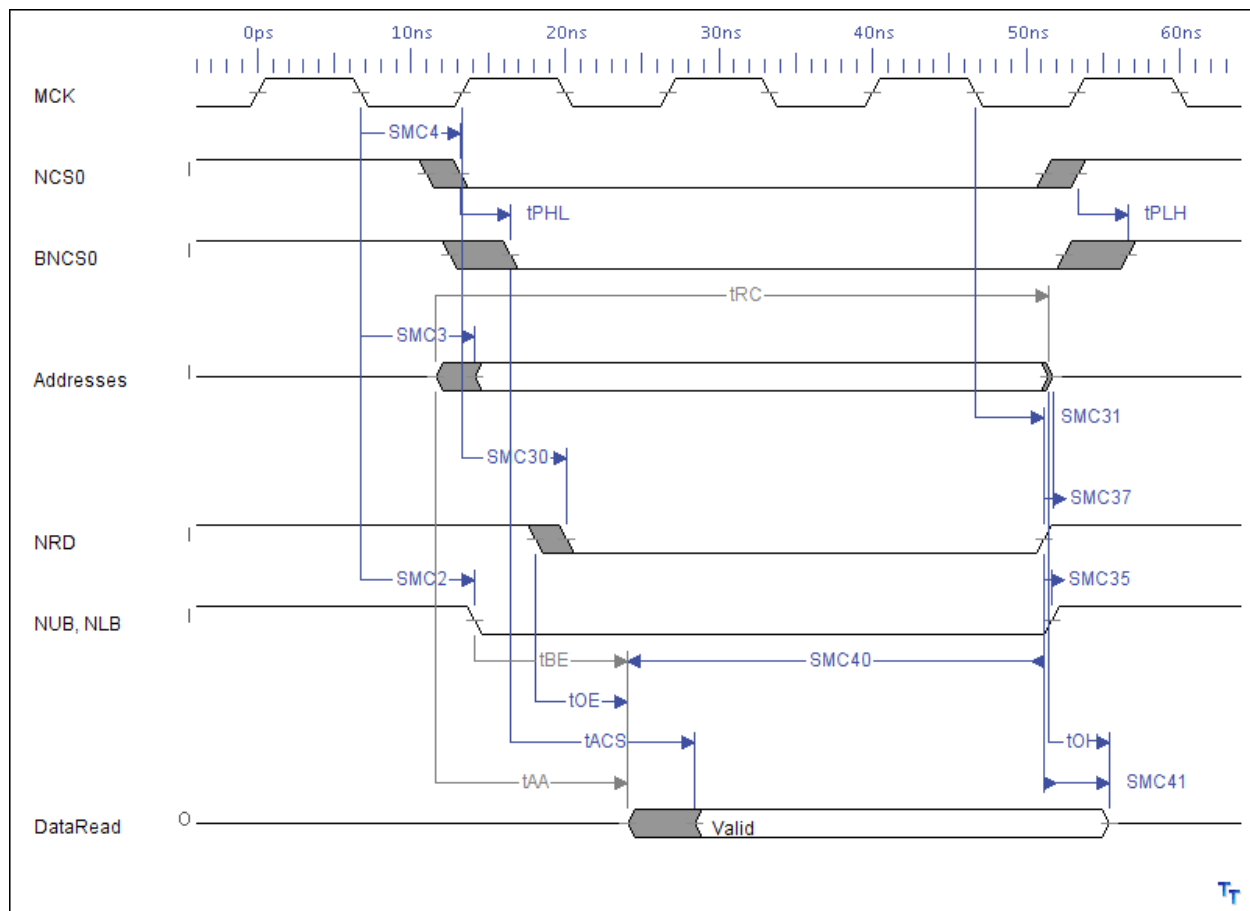 0ps 10ns 20ns 30ns 40ns 50ns 60ns
MCK
SMC4
NCS0
tPHL tPLH
BNCS0
tRC
SMC3
Addresses
SMC31
SMC30
SMC37
NRD
SMC2 SMC35
NUB, NLB
tBE SMC40
tOE
tACS tOH
tAA SMC41
DataRead O Valid
TT